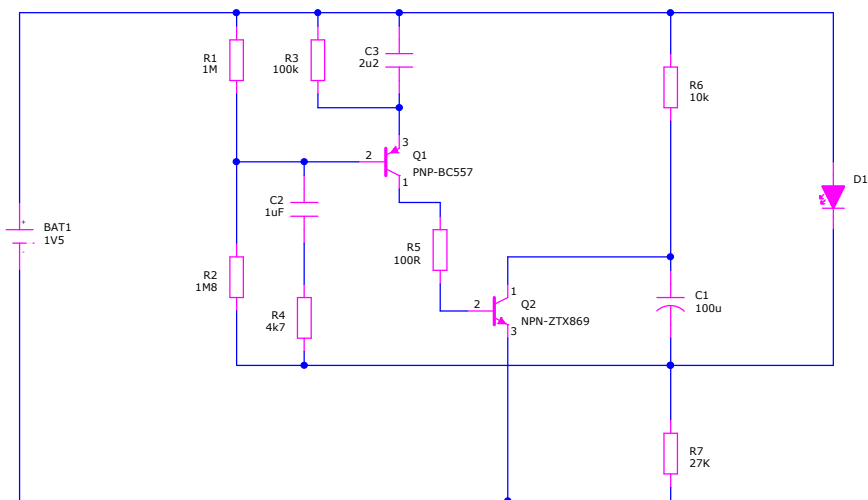 R1
1M
R3
100k
C3
2u2
R6
10k
3
2
Q1
PNP-BC557
1
D1
C2
1uF
BAT1
1V5
+
-
R5
100R
R2
1M8
R4
4k7
1
2
Q2
NPN-ZTX869
3
C1
100u
R7
27K